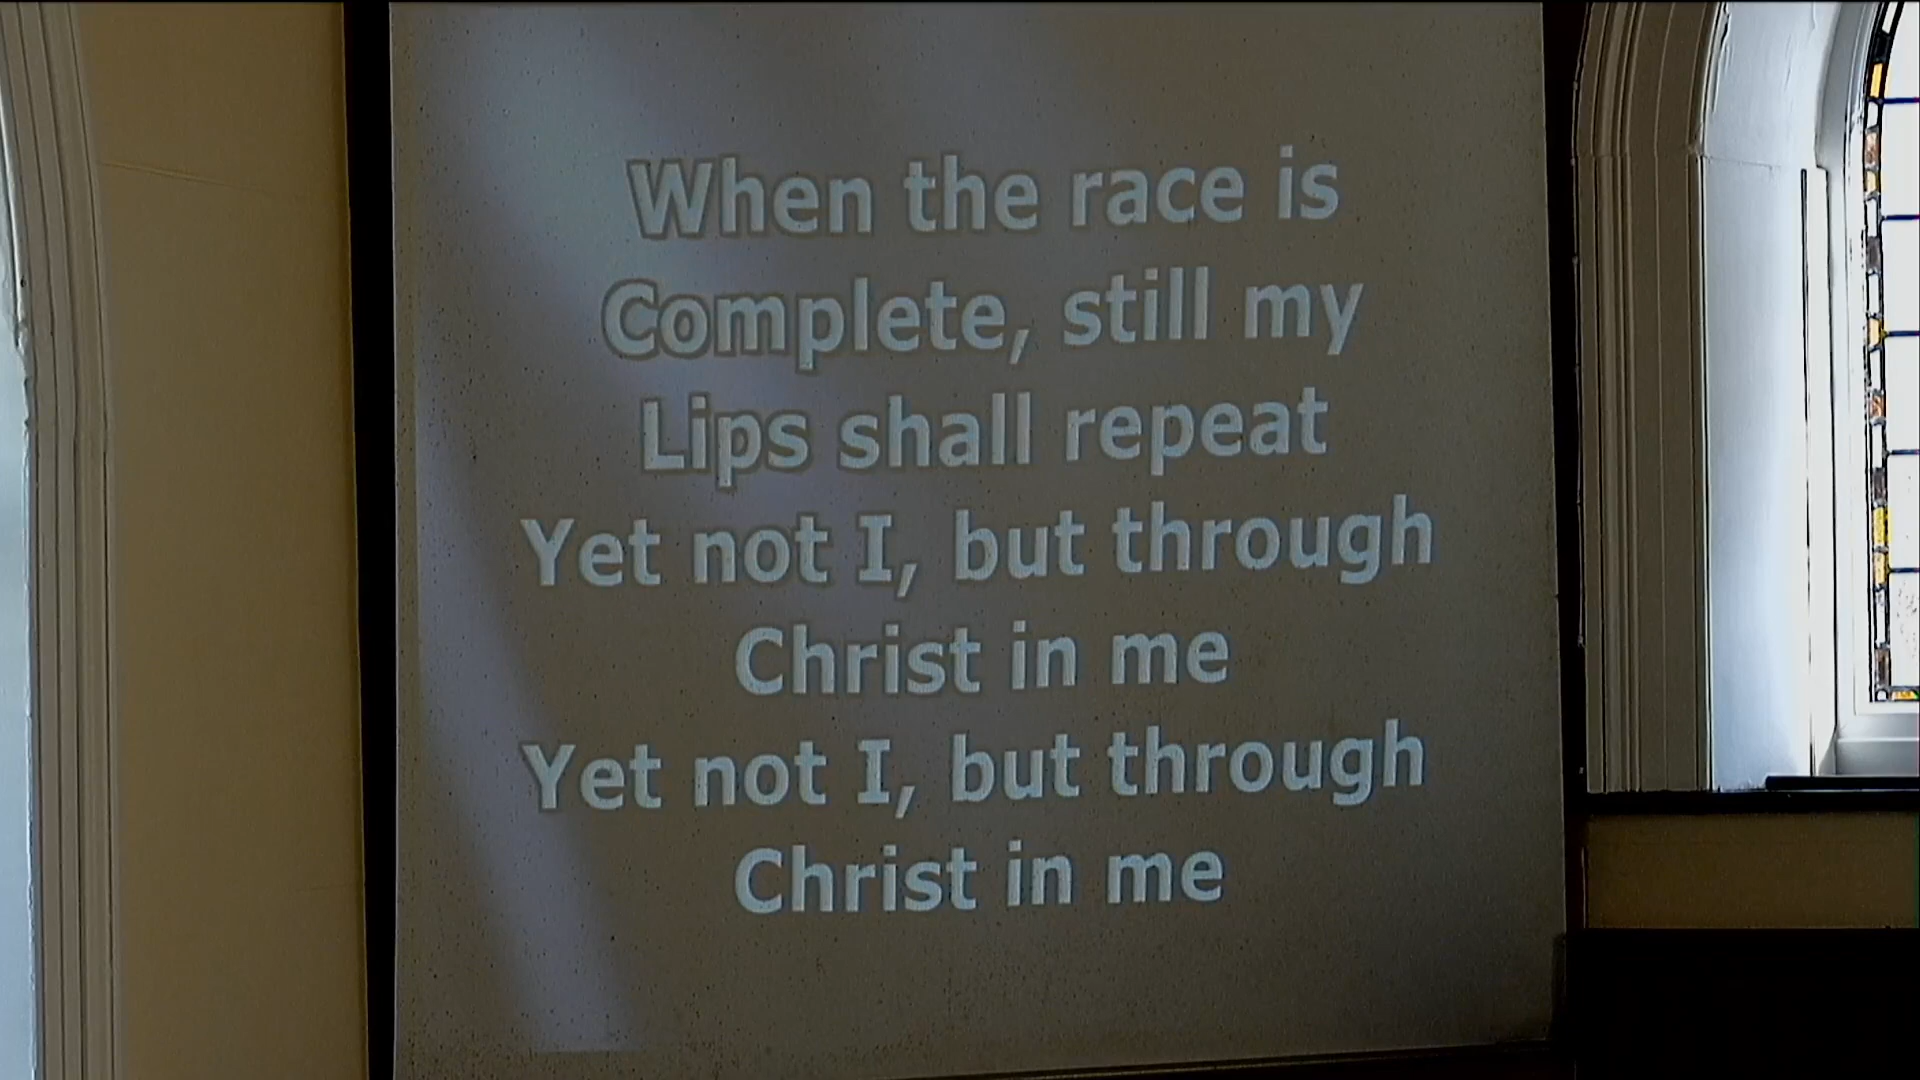 When the race is
Complete, still my
Lips shall repeat
Yet not I, but through
Christ in me
Yet not I, but through
Christ in me